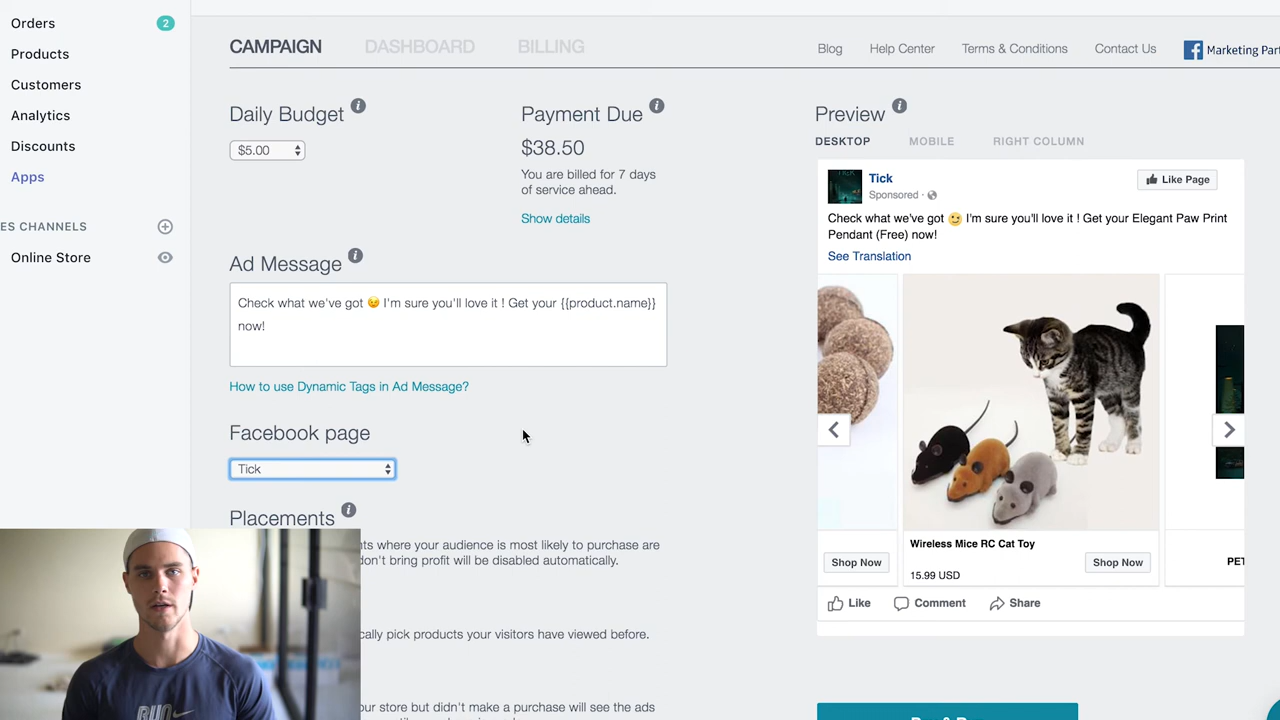 Orders 2
Products
Customers
Analytics
Discounts
Apps
ES CHANNELS
Online Store
CAMPAIGN DASHBOARD BILLING
Blog Help Center Terms & Conditions Contact Us Marketing Part
Daily Budget
$5.00
Payment Due
$38.50
You are billed for 7 days
of service ahead.
Show details
Ad Message
Check what we've got 😉 I'm sure you'll love it ! Get your {{product.name}}
now!
How to use Dynamic Tags in Ad Message?
Facebook page
Tick
Placements
nts where your audience is most likely to purchase are
don't bring profit will be disabled automatically.
cally pick products your visitors have viewed before.
our store but didn't make a purchase will see the ads
Preview
DESKTOP MOBILE RIGHT COLUMN
Tick
Sponsored ·
Like Page
Check what we've got 😉 I'm sure you'll love it ! Get your Elegant Paw Print
Pendant (Free) now!
See Translation
Shop Now
Wireless Mice RC Cat Toy
15.99 USD
Shop Now
PET
Like Comment Share